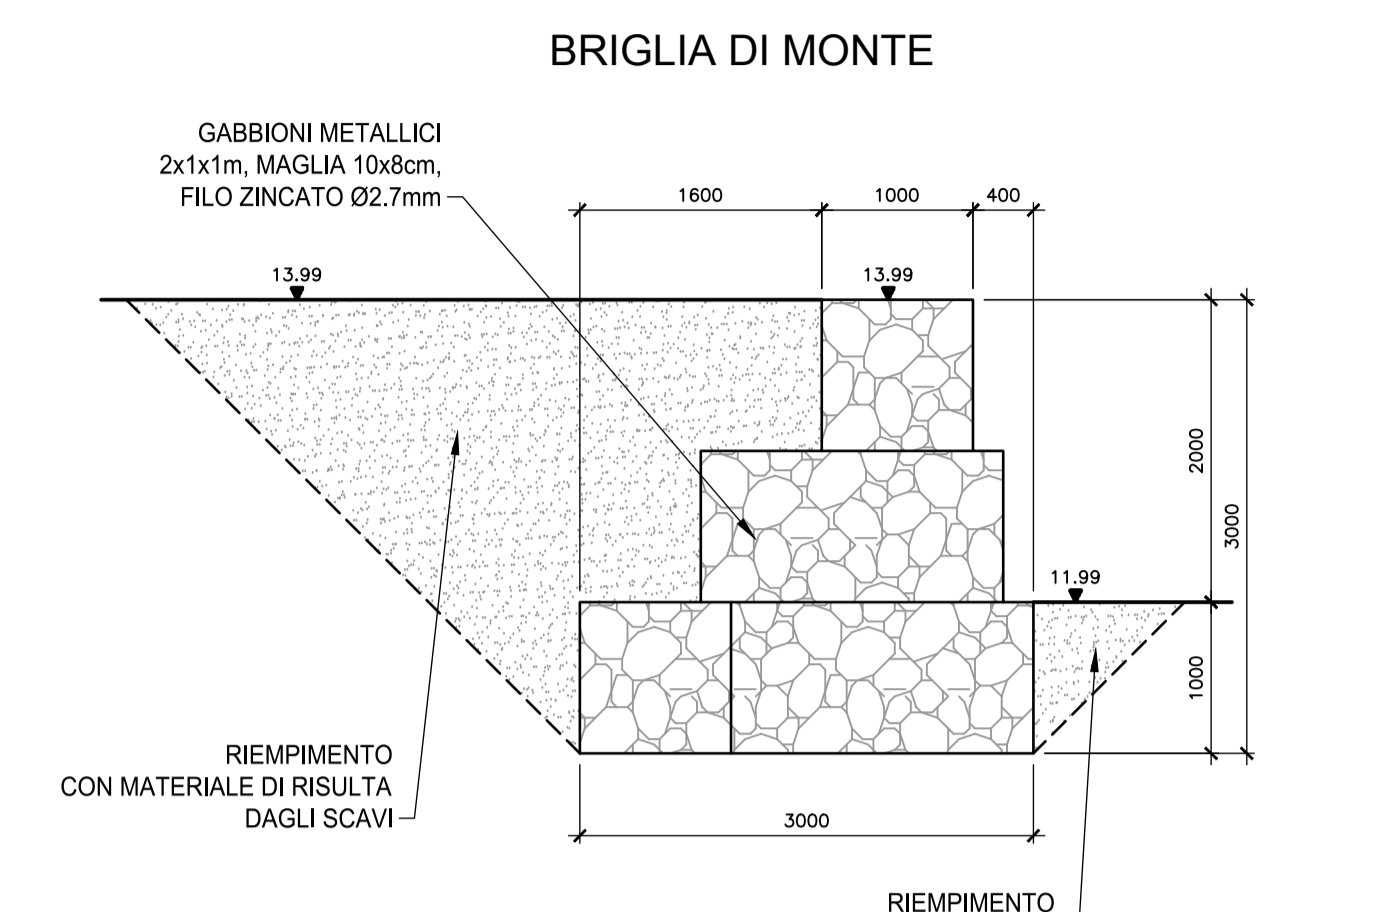 BRIGLIA DI MONTE
GABBIONI METALLICI
2x1x1m, MAGLIA 10x8cm,
FILO ZINCATO Ø2.7mm
1600
1000
400
13.99
13.99
2000
3000
11.99
1000
RIEMPIMENTO
CON MATERIALE DI RISULTA
DAGLI SCAVI
3000
RIEMPIMENTO